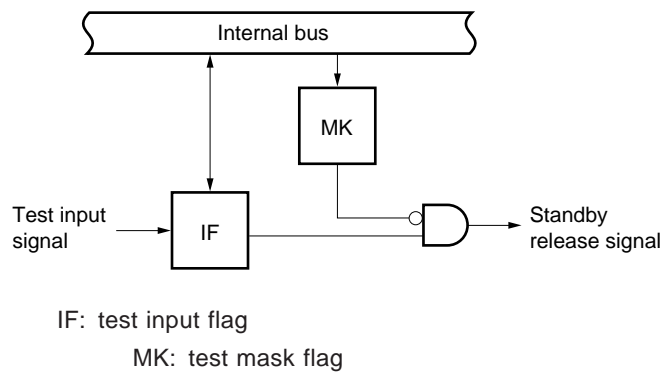 Internal bus
MK
Test input
signal
IF
Standby
release signal
IF: test input flag
MK: test mask flag